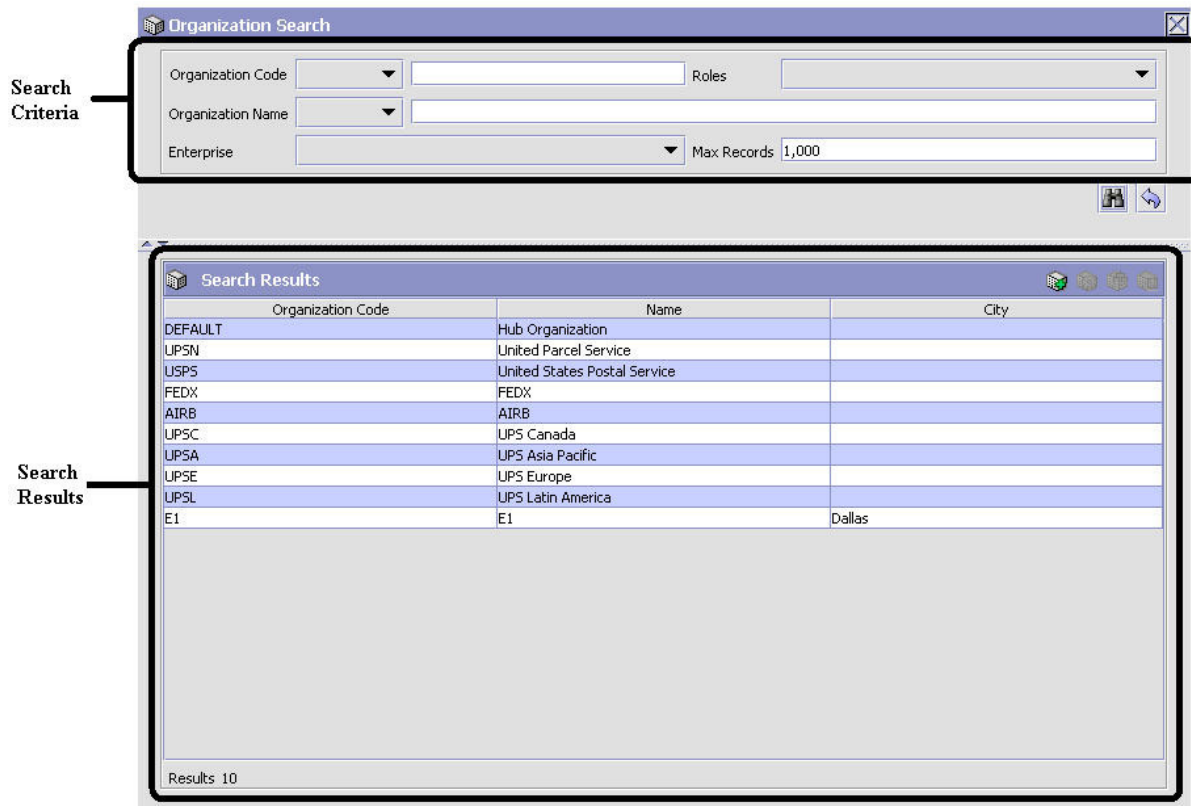 Organization Search
Search
Criteria
Organization Code
Roles
Organization Name
Enterprise
Max Records 1,000
Search
Results
Search Results
Organization Code Name City
DEFAULT Hub Organization
UPSN United Parcel Service
USPS United States Postal Service
FEDX FEDX
AIRB AIRB
UPSC UPS Canada
UPSA UPS Asia Pacific
UPSE UPS Europe
UPSL UPS Latin America
E1 E1 Dallas
Results 10